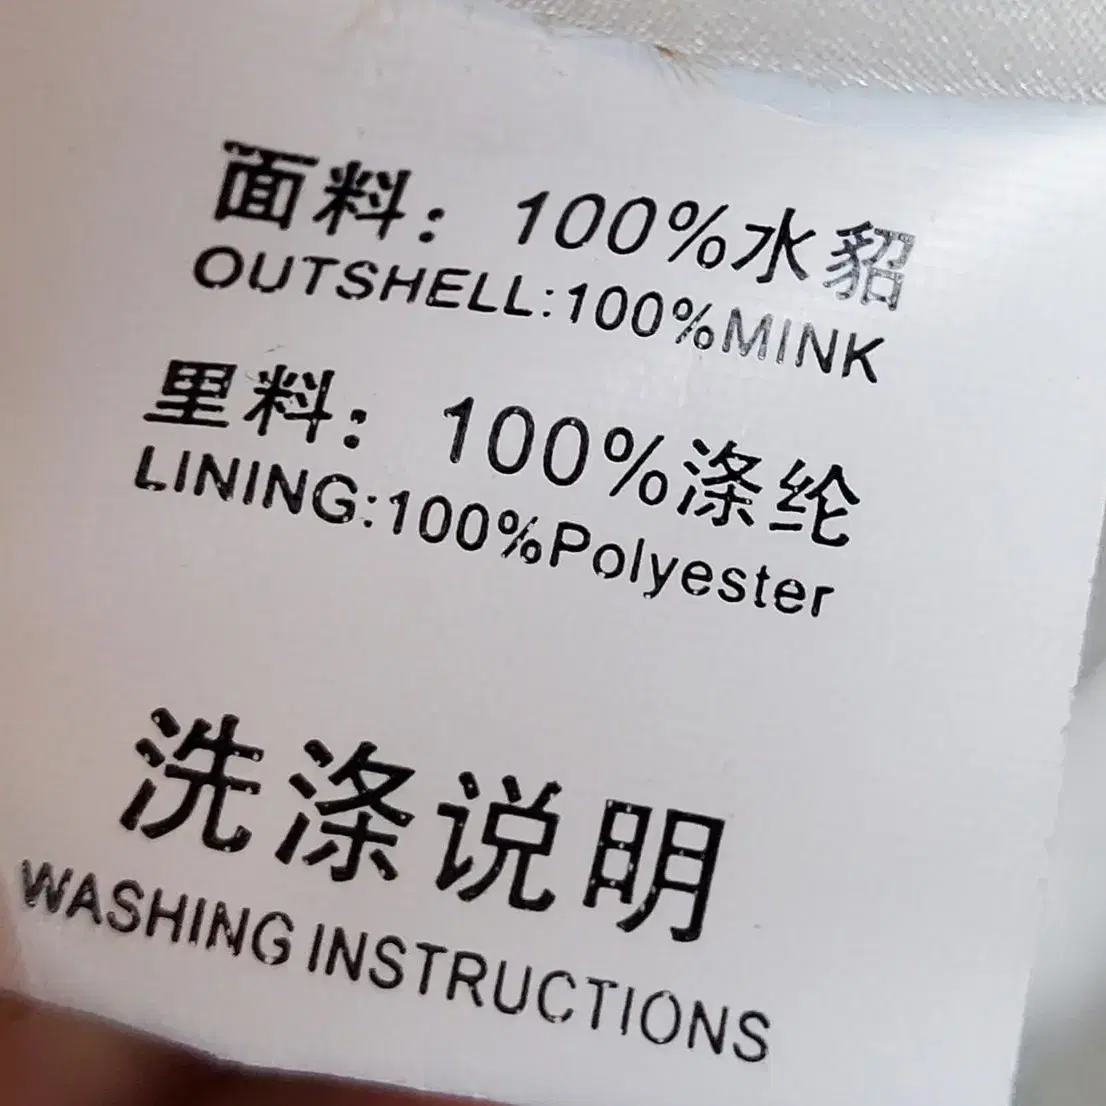 面料：100%水貂
OUTSHELL:100%MINK
里料：100%涤纶
LINING:100%Polyester
洗涤说明
WASHING INSTRUCTIONS